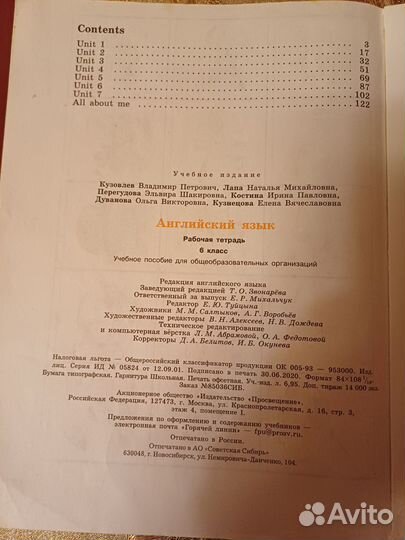 Contents
Unit 1 3
Unit 2 17
Unit 3 32
Unit 4 51
Unit 5 69
Unit 6 87
Unit 7 102
All about me 122
Учебное издание
Кузовлев Владимир Петрович, Лапа Наталья Михайловна,
Перегудова Эльвира Шакировна, Костина Ирина Павловна,
Дуванова Ольга Викторовна, Кузнецова Елена Вячеславовна
Английский язык
Рабочая тетрадь
6 класс
Учебное пособие для общеобразовательных организаций
Редакция английского языка
Заведующий редакцией Т. О. Звонарёва
Ответственный за выпуск Е. Р. Михальчук
Редактор Е. Ю. Туйцына
Художники М. М. Салтыков, А. Г. Воробьёв
Художественные редакторы В. Н. Алексеев, Н. В. Дождева
Техническое редактирование
и компьютерная вёрстка Л. М. Абрамовой, О. А. Федотовой
Корректоры Д. А. Белитов, И. Б. Окунева
Налоговая льгота — Общероссийский классификатор продукции ОК 005-93 — 953000. Изд.
лиц. Серия ИД № 05824 от 12.09.01. Подписано в печать 30.06.2020. Формат 84×108 1/16.
Бумага типографская. Гарнитура Школьная. Печать офсетная. Уч.-изд. л. 6,95. Доп. тираж 14 000 экз.
Заказ №85036СИБ.
Акционерное общество «Издательство «Просвещение».
Российская Федерация, 127473, г. Москва, ул. Краснопролетарская, д. 16, стр. 3,
этаж 4, помещение I.
Предложения по оформлению и содержанию учебников —
электронная почта «Горячей линии» — fpu@prosv.ru.
Отпечатано в России.
Отпечатано в АО «Советская Сибирь»
630048, г. Новосибирск, ул. Немировича-Данченко, 104.
Avito